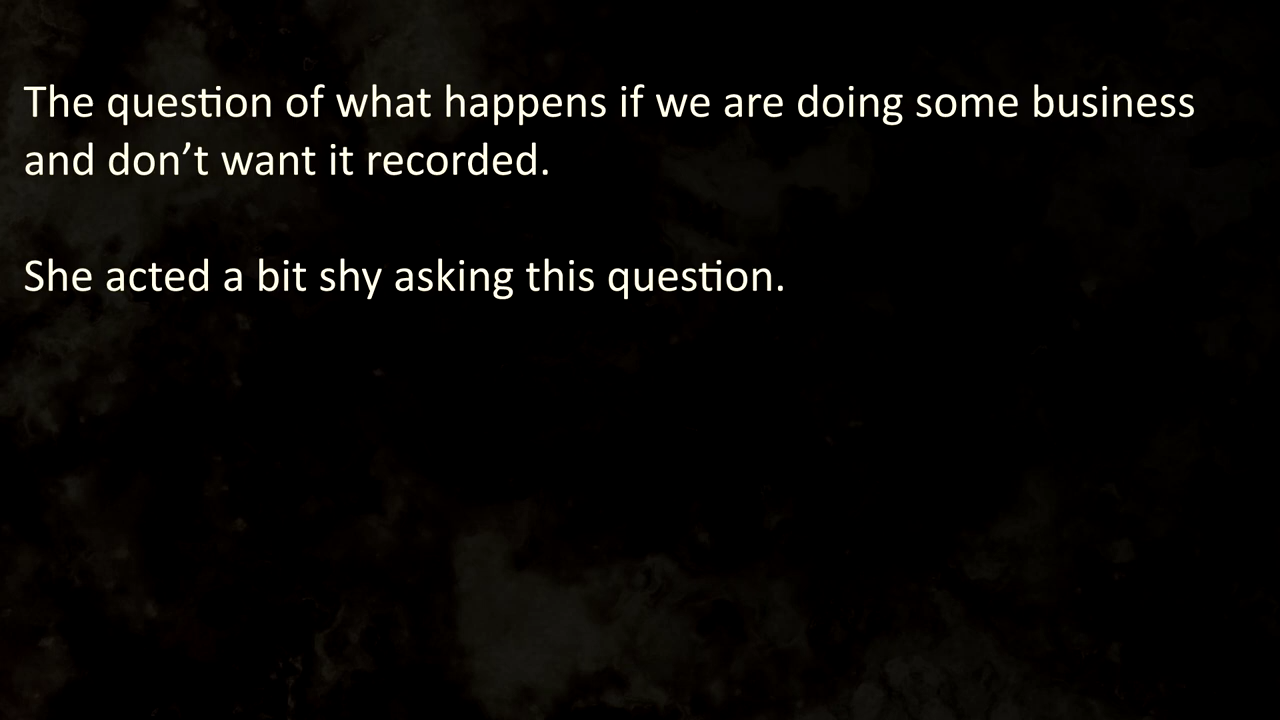 The question of what happens if we are doing some business
and don’t want it recorded.
She acted a bit shy asking this question.